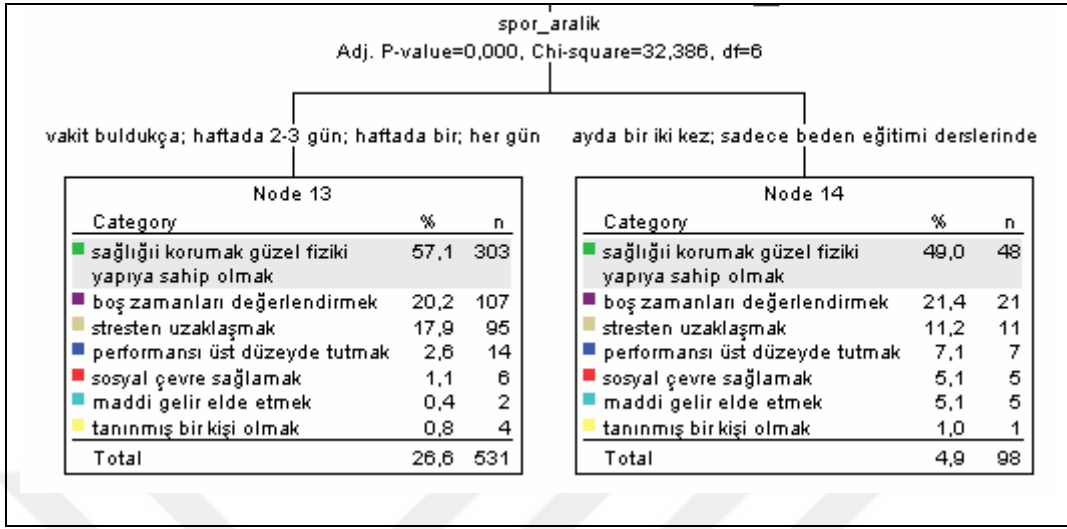 spor_aralik
Adj. P-value=0,000, Chi-square=32,386, df=6
vakit buldukça; haftada 2-3 gün; haftada bir; her gün
ayda bir iki kez; sadece beden eğitimi derslerinde
Node 13
Category % n
sağlığıi korumak güzel fiziki 57,1 303
yapıya sahip olmak
boş zamanları değerlendirmek 20,2 107
stresten uzaklaşmak 17,9 95
performansı üst düzeyde tutmak 2,6 14
sosyal çevre sağlamak 1,1 6
maddi gelir elde etmek 0,4 2
tanınmış bir kişi olmak 0,8 4
Total 26,6 531
Node 14
Category % n
sağlığıi korumak güzel fiziki 49,0 48
yapıya sahip olmak
boş zamanları değerlendirmek 21,4 21
stresten uzaklaşmak 11,2 11
performansı üst düzeyde tutmak 7,1 7
sosyal çevre sağlamak 5,1 5
maddi gelir elde etmek 5,1 5
tanınmış bir kişi olmak 1,0 1
Total 4,9 98